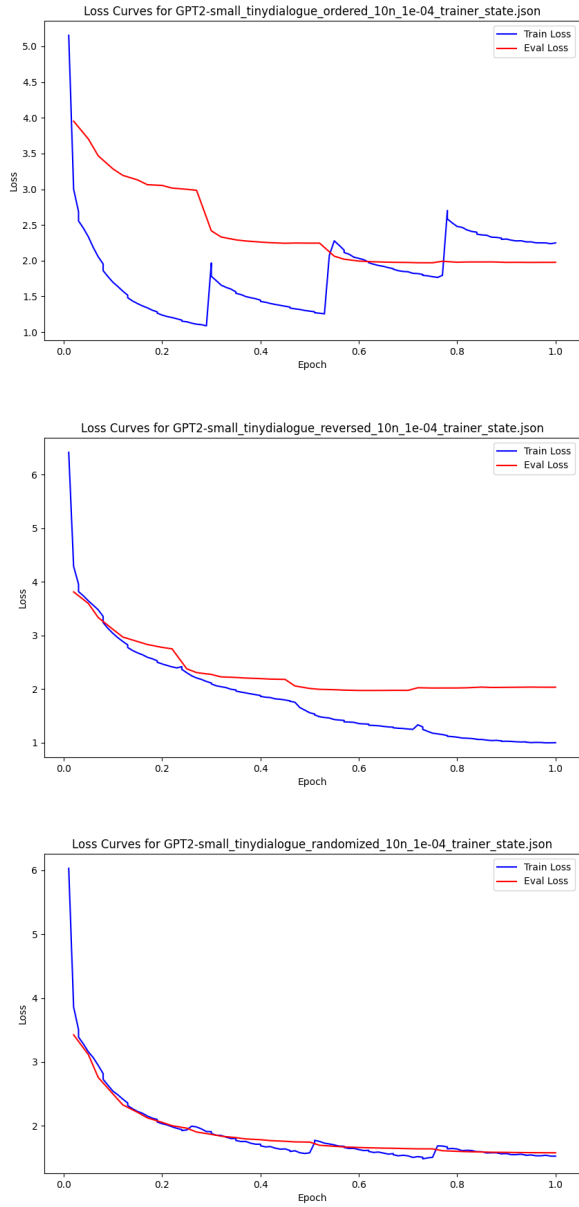 Loss Curves for GPT2-small_tinydialogue_ordered_10n_1e-04_trainer_state.json
Train Loss
Eval Loss
5.0
4.5
4.0
3.5
3.0
2.5
2.0
1.5
1.0
Loss
0.0 0.2 0.4 0.6 0.8 1.0
Epoch
Loss Curves for GPT2-small_tinydialogue_reversed_10n_1e-04_trainer_state.json
Train Loss
Eval Loss
6
5
4
3
2
1
Loss
0.0 0.2 0.4 0.6 0.8 1.0
Epoch
Loss Curves for GPT2-small_tinydialogue_randomized_10n_1e-04_trainer_state.json
Train Loss
Eval Loss
6
5
4
3
2
Loss
0.0 0.2 0.4 0.6 0.8 1.0
Epoch